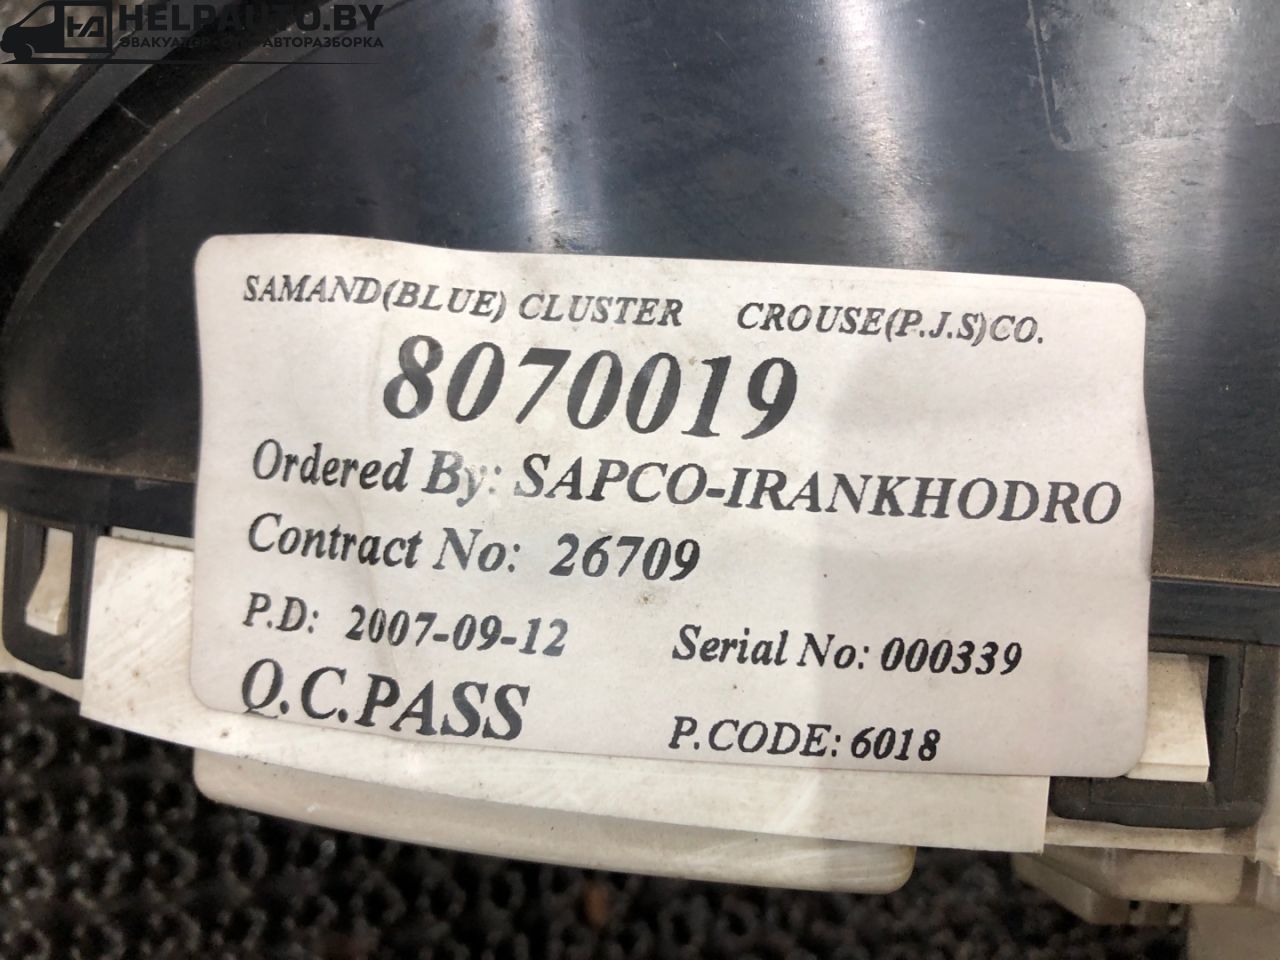 HELPAUTO.BY
SAMAND(BLUE) CLUSTER CROUSE(P.J.S)CO.
8070019
Ordered By: SAPCO-IRANKHODRO
Contract No: 26709
P.D: 2007-09-12 Serial No: 000339
Q.C.PASS P.CODE: 6018